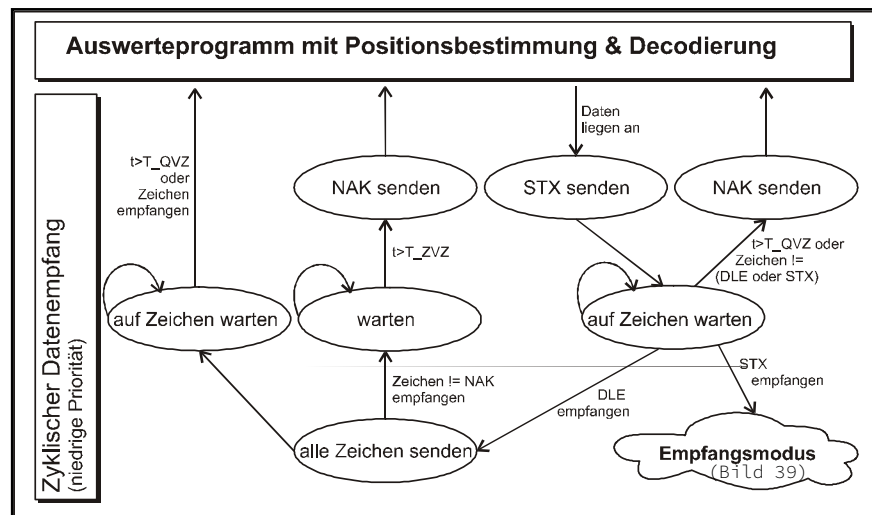 Auswerteprogramm mit Positionsbestimmung & Decodierung
Zyklischer Datenempfang
(niedrige Priorität)
t>T_QVZ
oder
Zeichen
empfangen
Daten
liegen an
NAK senden
STX senden
NAK senden
t>T_ZVZ
t>T_QVZ oder
Zeichen !=
(DLE oder STX)
auf Zeichen warten
warten
auf Zeichen warten
Zeichen != NAK
empfangen
DLE
empfangen
STX
empfangen
alle Zeichen senden
Empfangsmodus
(Bild 39)